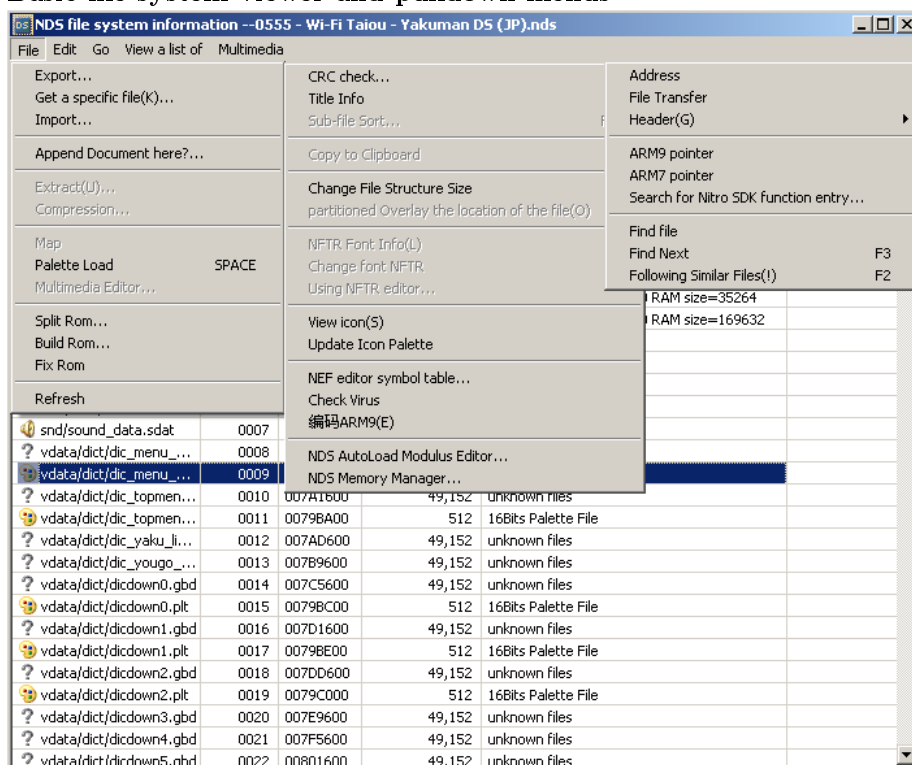 NDS file system information --0555 - Wi-Fi Taiou - Yakuman DS (JP).nds
File Edit Go View a list of Multimedia
Export...
Get a specific file(K)...
Import...
Append Document here?...
Extract(U)...
Compression...
Map
Palette Load SPACE
Multimedia Editor...
Split Rom...
Build Rom...
Fix Rom
Refresh
CRC check...
Title Info
Sub-file Sort...
Copy to Clipboard
Change File Structure Size
partitioned Overlay the location of the file(O)
NFTR Font Info(L)
Change font NFTR
Using NFTR editor...
View icon(S)
Update Icon Palette
NEF editor symbol table...
Check Virus
编码ARM9(E)
NDS AutoLoad Modulus Editor...
NDS Memory Manager...
Address
File Transfer
Header(G)
ARM9 pointer
ARM7 pointer
Search for Nitro SDK function entry...
Find file
Find Next F3
Following Similar Files(!) F2
RAM size=35264
RAM size=169632
snd/sound_data.sdat 0007
vdata/dict/dic_menu_... 0008
vdata/dict/dic_menu_... 0009
vdata/dict/dic_topmen... 0010 007A1600 49,152 unknown files
vdata/dict/dic_topmen... 0011 0079BA00 512 16Bits Palette File
vdata/dict/dic_yaku_li... 0012 007AD600 49,152 unknown files
vdata/dict/dic_yougo_... 0013 007B9600 49,152 unknown files
vdata/dict/dicdown0.gbd 0014 007C5600 49,152 unknown files
vdata/dict/dicdown0.plt 0015 0079BC00 512 16Bits Palette File
vdata/dict/dicdown1.gbd 0016 007D1600 49,152 unknown files
vdata/dict/dicdown1.plt 0017 0079BE00 512 16Bits Palette File
vdata/dict/dicdown2.gbd 0018 007DD600 49,152 unknown files
vdata/dict/dicdown2.plt 0019 0079C000 512 16Bits Palette File
vdata/dict/dicdown3.gbd 0020 007E9600 49,152 unknown files
vdata/dict/dicdown4.gbd 0021 007F5600 49,152 unknown files
vdata/dict/dicdown5.gbd 0022 00801600 49,152 unknown files